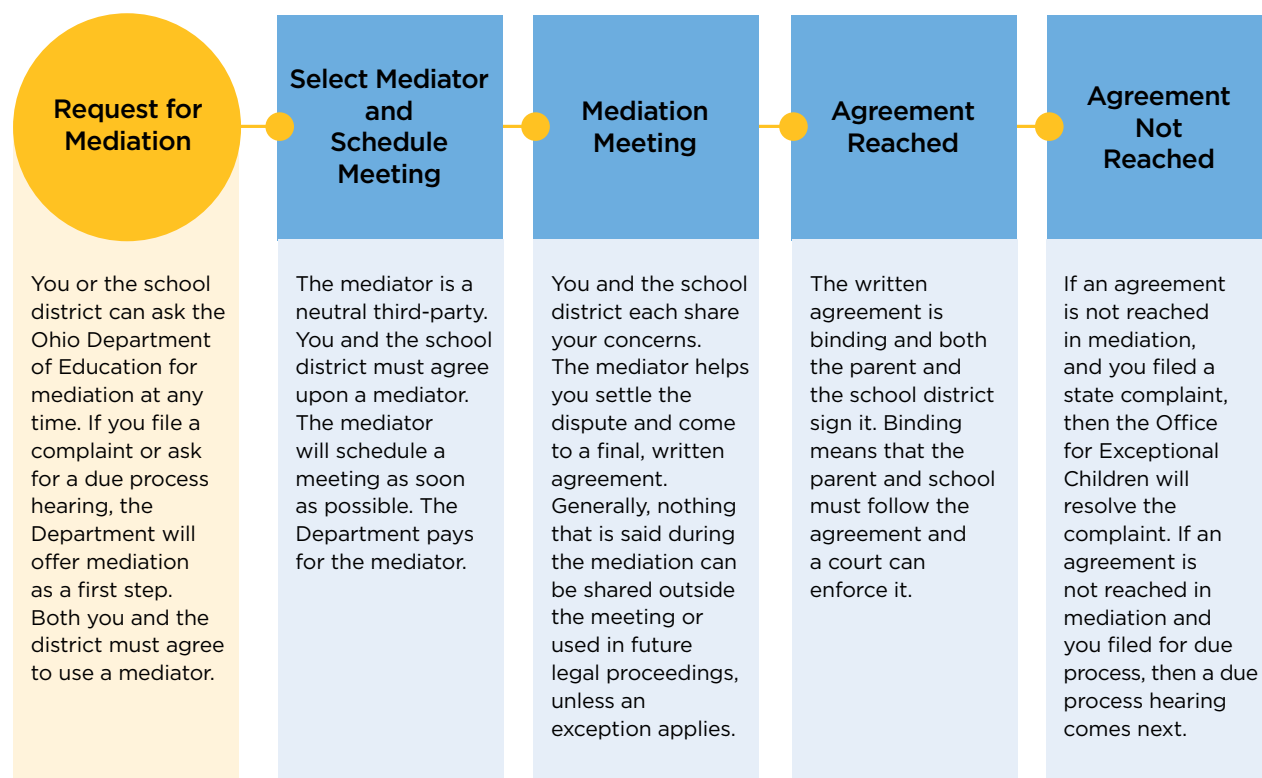 Request for
Mediation
You or the school
district can ask the
Ohio Department
of Education for
mediation at any
time. If you file a
complaint or ask
for a due process
hearing, the
Department will
offer mediation
as a first step.
Both you and the
district must agree
to use a mediator.
Select Mediator
and
Schedule
Meeting
The mediator is a
neutral third-party.
You and the school
district must agree
upon a mediator.
The mediator
will schedule a
meeting as soon
as possible. The
Department pays
for the mediator.
Mediation
Meeting
You and the school
district each share
your concerns.
The mediator helps
you settle the
dispute and come
to a final, written
agreement.
Generally, nothing
that is said during
the mediation can
be shared outside
the meeting or
used in future
legal proceedings,
unless an
exception applies.
Agreement
Reached
The written
agreement is
binding and both
the parent and
the school district
sign it. Binding
means that the
parent and school
must follow the
agreement and
a court can
enforce it.
Agreement
Not
Reached
If an agreement
is not reached
in mediation,
and you filed a
state complaint,
then the Office
for Exceptional
Children will
resolve the
complaint. If an
agreement is
not reached in
mediation and
you filed for due
process, then a due
process hearing
comes next.